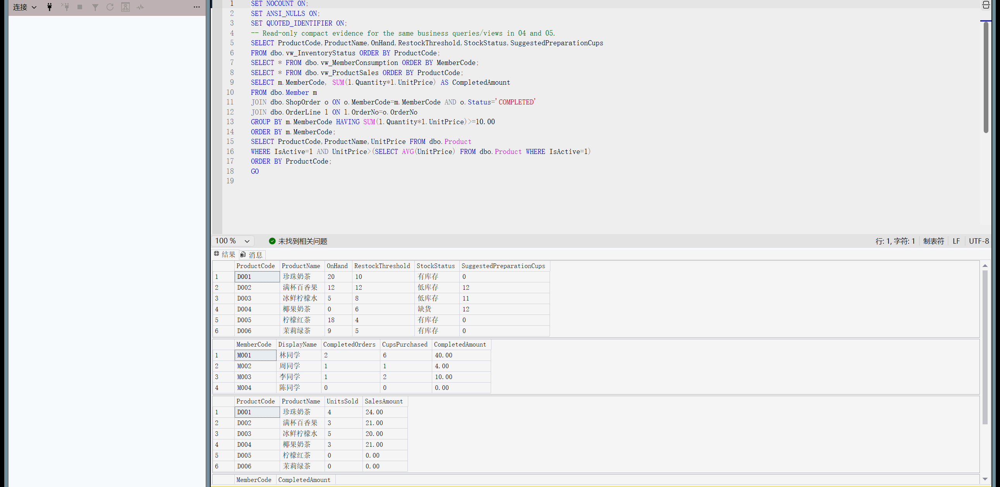 连接
1 SET NOCOUNT ON;
2 SET ANSI_NULLS ON;
3 SET QUOTED_IDENTIFIER ON;
4 -- Read-only compact evidence for the same business queries/views in 04 and 05.
5 SELECT ProductCode,ProductName,OnHand,RestockThreshold,StockStatus,SuggestedPreparationCups
6 FROM dbo.vw_InventoryStatus ORDER BY ProductCode;
7 SELECT * FROM dbo.vw_MemberConsumption ORDER BY MemberCode;
8 SELECT * FROM dbo.vw_ProductSales ORDER BY ProductCode;
9 SELECT m.MemberCode, SUM(l.Quantity*l.UnitPrice) AS CompletedAmount
10 FROM dbo.Member m
11 JOIN dbo.ShopOrder o ON o.MemberCode=m.MemberCode AND o.Status='COMPLETED'
12 JOIN dbo.OrderLine l ON l.OrderNo=o.OrderNo
13 GROUP BY m.MemberCode HAVING SUM(l.Quantity*l.UnitPrice)>=10.00
14 ORDER BY m.MemberCode;
15 SELECT ProductCode,ProductName,UnitPrice FROM dbo.Product
16 WHERE IsActive=1 AND UnitPrice>(SELECT AVG(UnitPrice) FROM dbo.Product WHERE IsActive=1)
17 ORDER BY ProductCode;
18 GO
19
100 % 未找到相关问题 行: 1, 字符: 1 制表符 LF UTF-8
结果 消息
ProductCode ProductName OnHand RestockThreshold StockStatus SuggestedPreparationCups
1 D001 珍珠奶茶 20 10 有库存 0
2 D002 满杯百香果 12 12 低库存 12
3 D003 冰鲜柠檬水 5 8 低库存 11
4 D004 椰果奶茶 0 6 缺货 12
5 D005 柠檬红茶 18 4 有库存 0
6 D006 茉莉绿茶 9 5 有库存 0
MemberCode DisplayName CompletedOrders CupsPurchased CompletedAmount
1 M001 林同学 2 6 40.00
2 M002 周同学 1 1 4.00
3 M003 李同学 1 2 10.00
4 M004 陈同学 0 0 0.00
ProductCode ProductName UnitsSold SalesAmount
1 D001 珍珠奶茶 4 24.00
2 D002 满杯百香果 3 21.00
3 D003 冰鲜柠檬水 5 20.00
4 D004 椰果奶茶 3 21.00
5 D005 柠檬红茶 0 0.00
6 D006 茉莉绿茶 0 0.00
MemberCode CompletedAmount